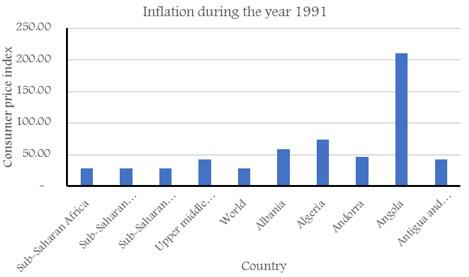 Inflation during the year 1991
Consumer price index
250.00
200.00
150.00
100.00
50.00
-
Sub-Saharan Africa
Sub-Saharan...
Sub-Saharan...
Upper middle...
World
Albania
Algeria
Andorra
Angola
Antigua and...
Country